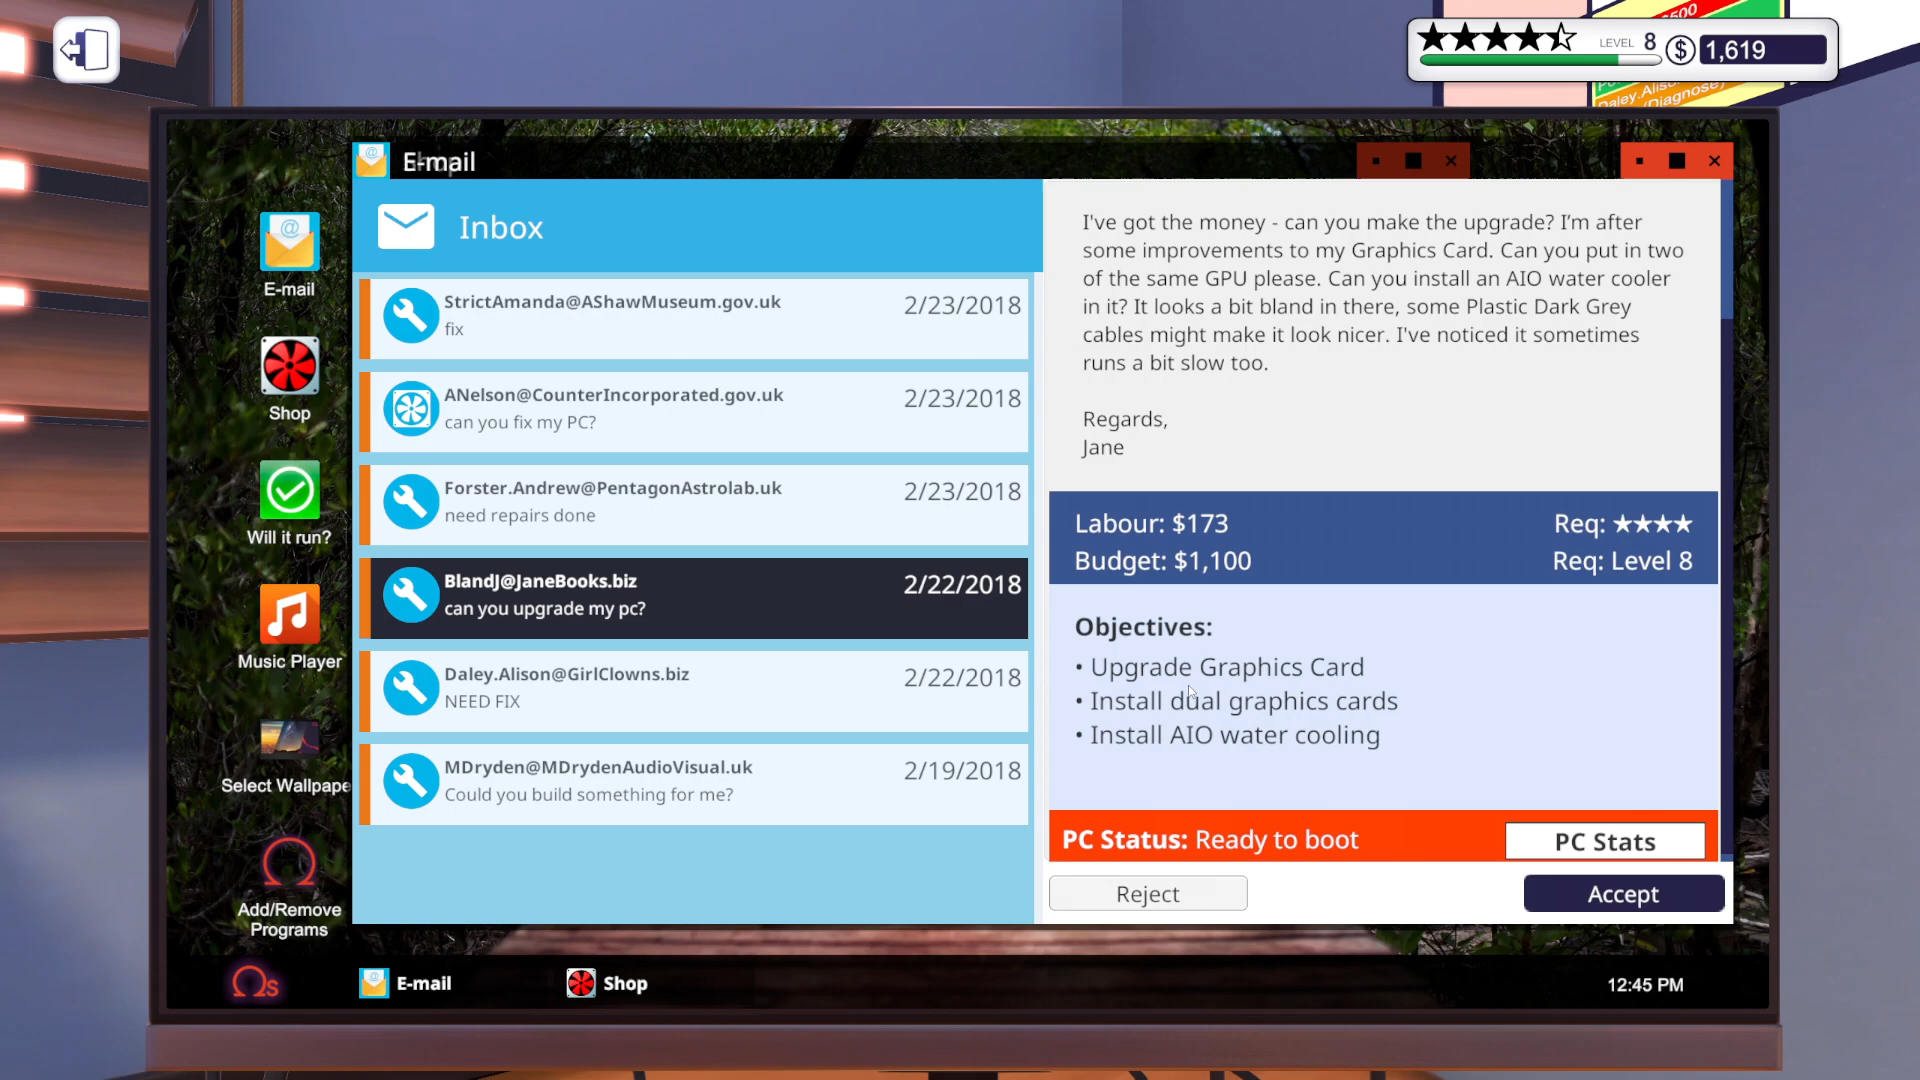 $500
LEVEL 8
$ 1,619
Daley.Alis
(Diagnose)
E-mail
Inbox
E-mail
Shop
Will it run?
Music Player
Select Wallpape
Add/Remove
Programs
StrictAmanda@AShawMuseum.gov.uk
2/23/2018
fix
ANelson@CounterIncorporated.gov.uk
2/23/2018
can you fix my PC?
Forster.Andrew@PentagonAstrolab.uk
2/23/2018
need repairs done
BlandJ@JaneBooks.biz
2/22/2018
can you upgrade my pc?
Daley.Alison@GirlClowns.biz
2/22/2018
NEED FIX
MDryden@MDrydenAudioVisual.uk
2/19/2018
Could you build something for me?
I've got the money - can you make the upgrade? I'm after
some improvements to my Graphics Card. Can you put in two
of the same GPU please. Can you install an AIO water cooler
in it? It looks a bit bland in there, some Plastic Dark Grey
cables might make it look nicer. I've noticed it sometimes
runs a bit slow too.
Regards,
Jane
Labour: $173
Req: ★★★★
Budget: $1,100
Req: Level 8
Objectives:
• Upgrade Graphics Card
• Install dual graphics cards
• Install AIO water cooling
PC Status: Ready to boot
PC Stats
Reject
Accept
Ωs
E-mail
Shop
12:45 PM